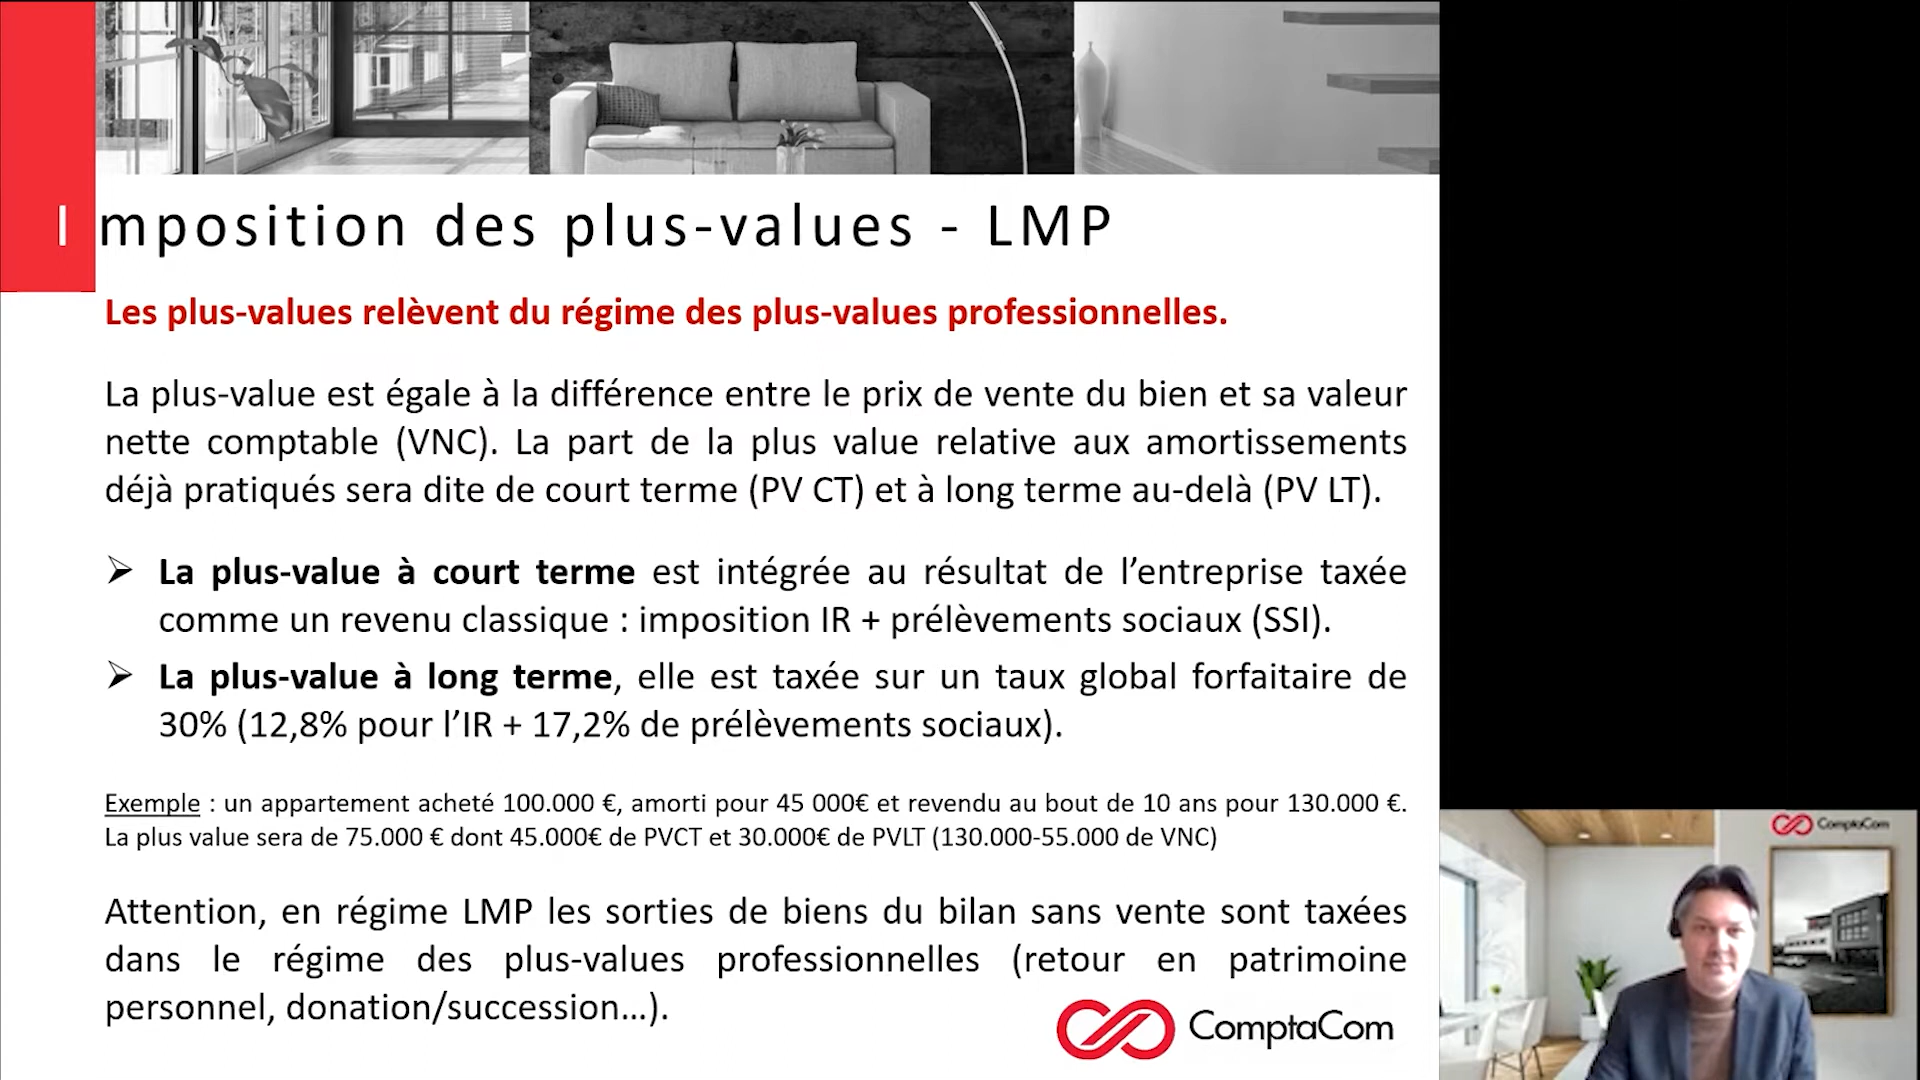 Imposition des plus-values - LMP
Les plus-values relèvent du régime des plus-values professionnelles.
La plus-value est égale à la différence entre le prix de vente du bien et sa valeur
nette comptable (VNC). La part de la plus value relative aux amortissements
déjà pratiqués sera dite de court terme (PV CT) et à long terme au-delà (PV LT).
➢ La plus-value à court terme est intégrée au résultat de l’entreprise taxée
comme un revenu classique : imposition IR + prélèvements sociaux (SSI).
➢ La plus-value à long terme, elle est taxée sur un taux global forfaitaire de
30% (12,8% pour l’IR + 17,2% de prélèvements sociaux).
Exemple : un appartement acheté 100.000 €, amorti pour 45 000€ et revendu au bout de 10 ans pour 130.000 €.
La plus value sera de 75.000 € dont 45.000€ de PVCT et 30.000€ de PVLT (130.000-55.000 de VNC)
Attention, en régime LMP les sorties de biens du bilan sans vente sont taxées
dans le régime des plus-values professionnelles (retour en patrimoine
personnel, donation/succession…).
ComptaCom
ComptaCom